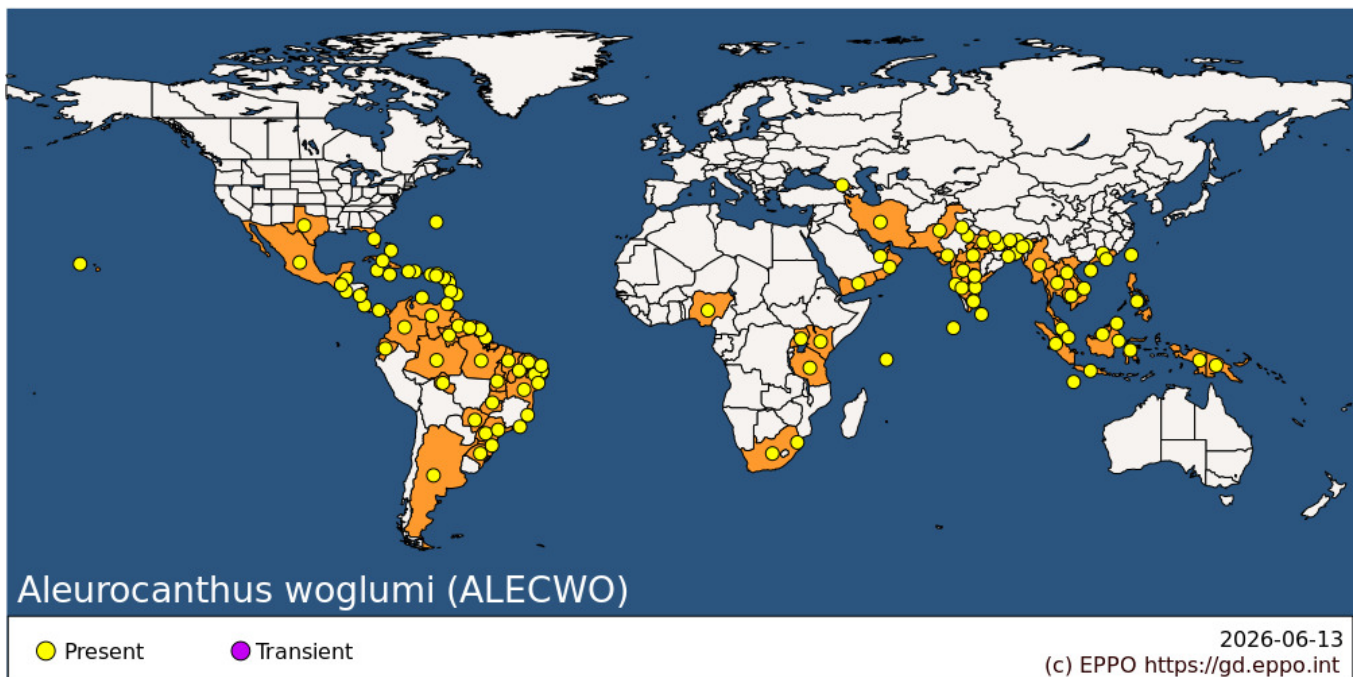 Aleurocanthus woglumi (ALECWO)
Present
Transient
2026-06-13
(c) EPPO https://gd.eppo.int